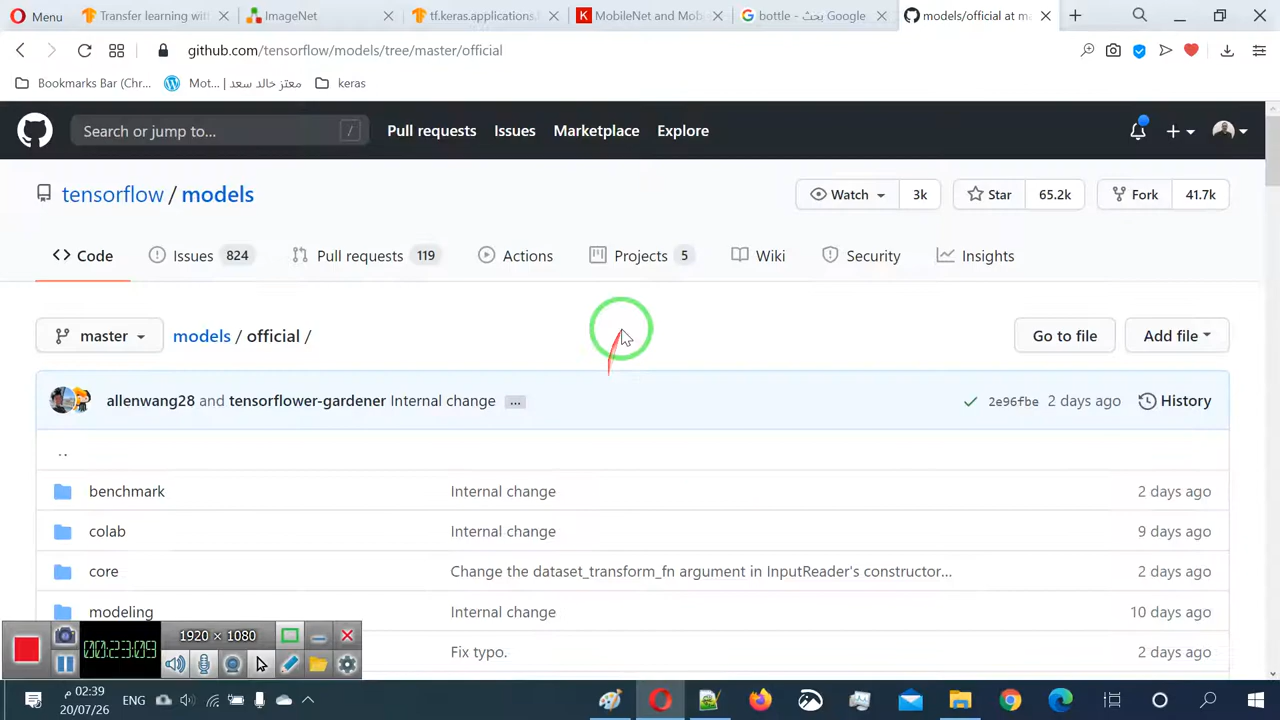 Menu
Transfer learning with
ImageNet
tf.keras.applications.
MobileNet and Mob
bottle - بحث Google
models/official at ma
github.com/tensorflow/models/tree/master/official
Bookmarks Bar (Chr...
Mot... | معتز خالد سعد
keras
Search or jump to...
/
Pull requests
Issues
Marketplace
Explore
tensorflow / models
Watch
3k
Star
65.2k
Fork
41.7k
Code
Issues
824
Pull requests
119
Actions
Projects
5
Wiki
Security
Insights
master
models / official /
Go to file
Add file
allenwang28 and tensorflower-gardener Internal change ...
2e96fbe 2 days ago
History
..
benchmark
Internal change
2 days ago
colab
Internal change
9 days ago
core
Change the dataset_transform_fn argument in InputReader's constructor...
2 days ago
modeling
Internal change
10 days ago
Fix typo.
2 days ago
00:23:09
1920 × 1080
02:39 م
20/07/26
ENG